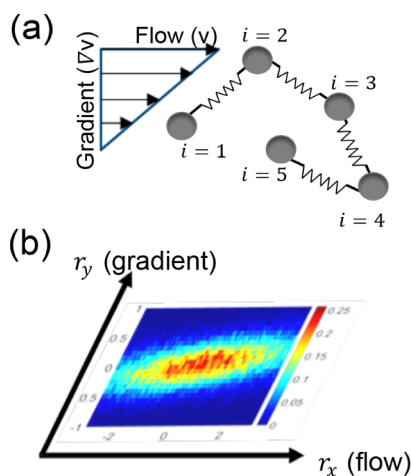 (a)
Flow (v)
Gradient (∇v)
i = 2
i = 3
i = 1
i = 5
i = 4
(b)
r_y (gradient)
1
0.5
0
0.5
-1
-2
0
2
0.25
0.2
0.15
0.1
0.05
0
r_x (flow)